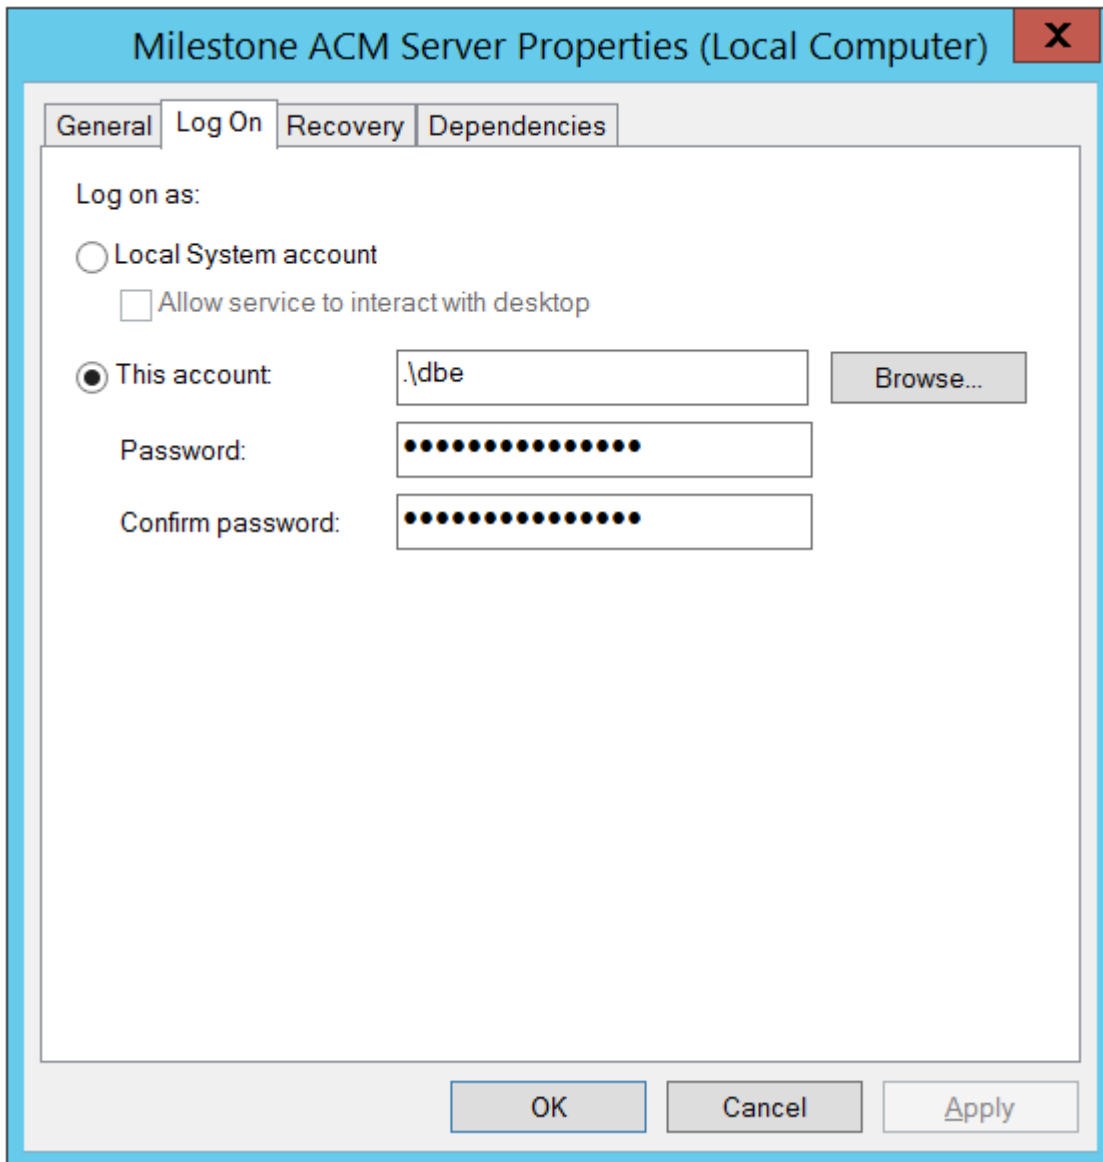 Milestone ACM Server Properties (Local Computer) X
General Log On Recovery Dependencies
Log on as:
Local System account
Allow service to interact with desktop
This account: .\dbe Browse...
Password: ●●●●●●●●●●●●●●●
Confirm password: ●●●●●●●●●●●●●●●
OK Cancel Apply